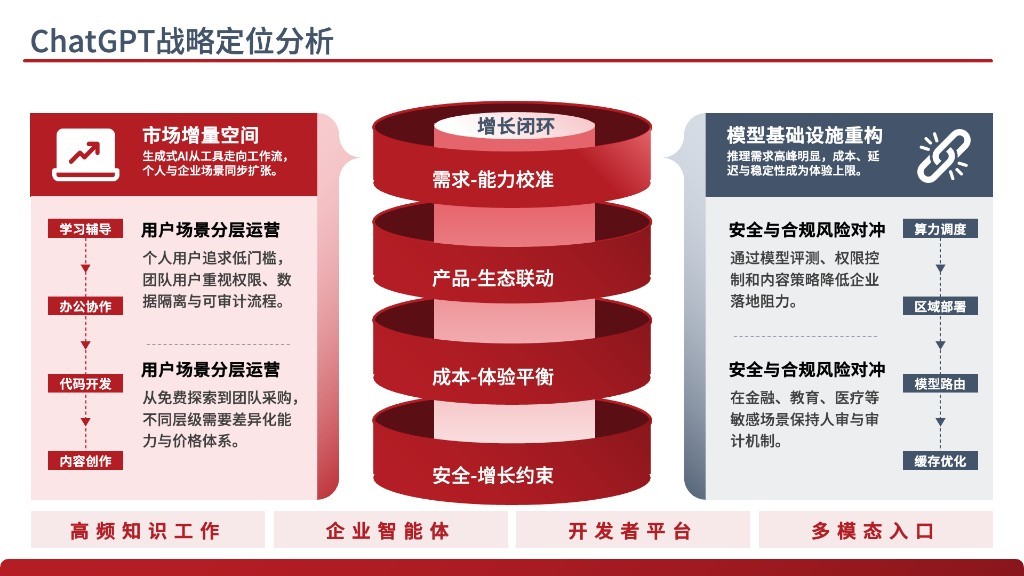 ChatGPT战略定位分析
市场增量空间
生成式AI从工具走向工作流，
个人与企业场景同步扩张。
学习辅导
办公协作
代码开发
内容创作
用户场景分层运营
个人用户追求低门槛，
团队用户重视权限、数
据隔离与可审计流程。
用户场景分层运营
从免费探索到团队采购，
不同层级需要差异化能
力与价格体系。
增长闭环
需求-能力校准
产品-生态联动
成本-体验平衡
安全-增长约束
模型基础设施重构
推理需求高峰明显，成本、延
迟与稳定性成为体验上限。
安全与合规风险对冲
通过模型评测、权限控
制和内容策略降低企业
落地阻力。
安全与合规风险对冲
在金融、教育、医疗等
敏感场景保持人审与审
计机制。
算力调度
区域部署
模型路由
缓存优化
高频知识工作
企业智能体
开发者平台
多模态入口